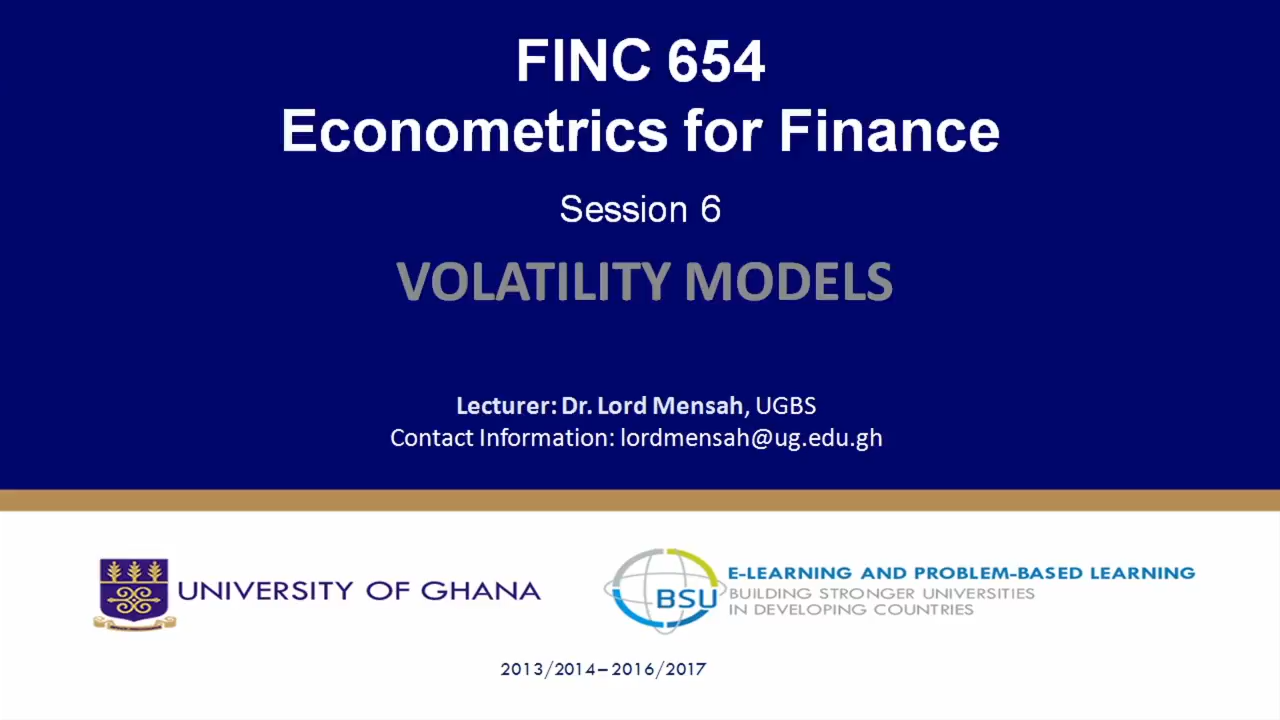 FINC 654
Econometrics for Finance
Session 6
VOLATILITY MODELS
Lecturer: Dr. Lord Mensah, UGBS
Contact Information: lordmensah@ug.edu.gh
UNIVERSITY OF GHANA
BSU
E-LEARNING AND PROBLEM-BASED LEARNING
BUILDING STRONGER UNIVERSITIES
IN DEVELOPING COUNTRIES
2013/2014–2016/2017